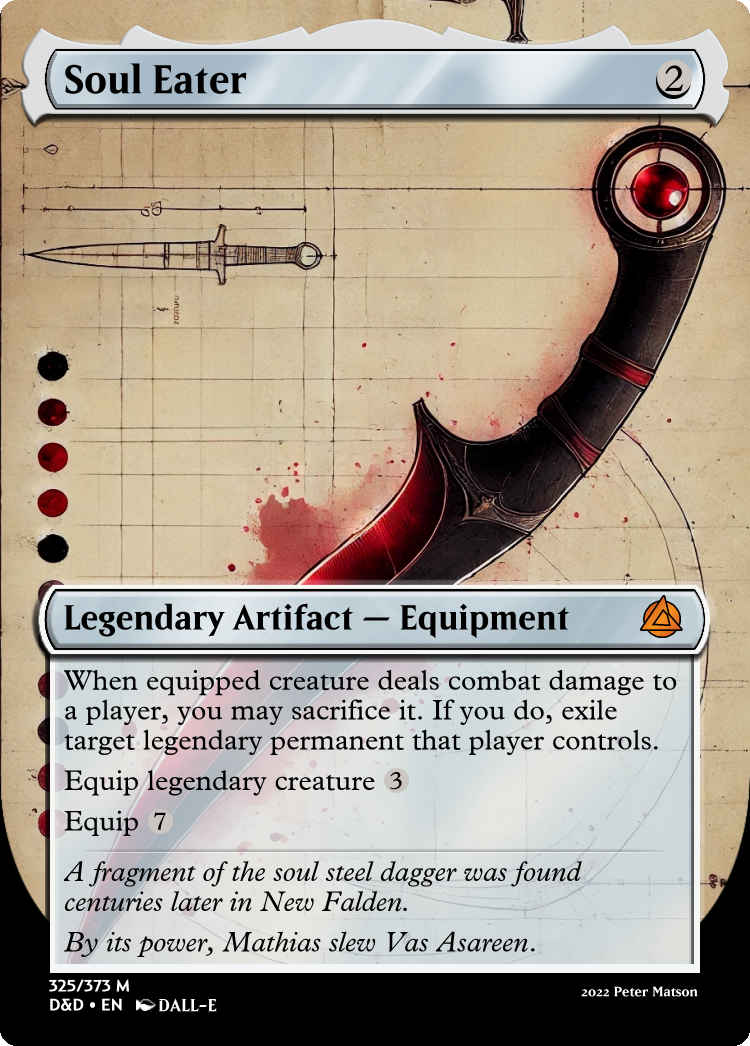 Soul Eater 2
Legendary Artifact — Equipment
When equipped creature deals combat damage to
a player, you may sacrifice it. If you do, exile
target legendary permanent that player controls.
Equip legendary creature 3
Equip 7
A fragment of the soul steel dagger was found
centuries later in New Falden.
By its power, Mathias slew Vas Asareen.
325/373 M
D&D • EN DALL-E
2022 Peter Matson